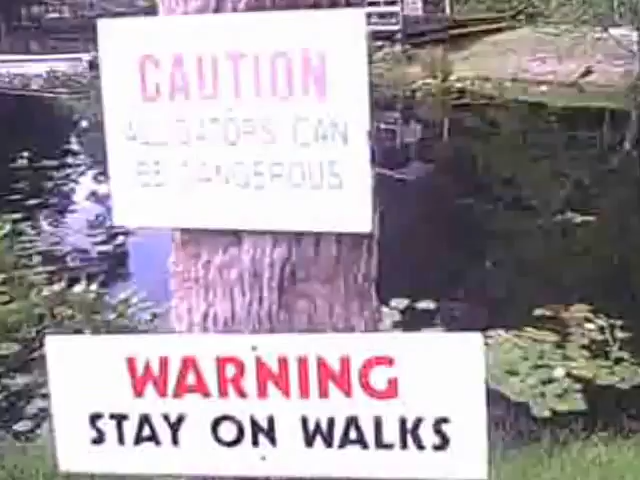 CAUTION
ALLIGATORS CAN
BE DANGEROUS
WARNING
STAY ON WALKS